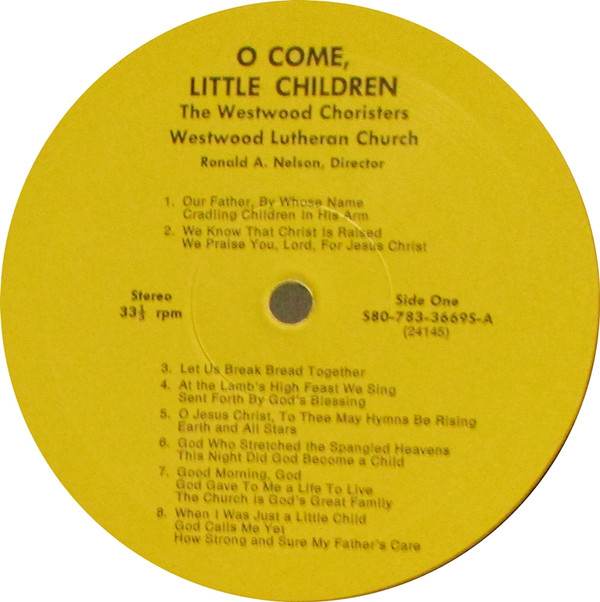 O COME,
LITTLE CHILDREN
The Westwood Choristers
Westwood Lutheran Church
Ronald A. Nelson, Director
1. Our Father, By Whose Name
Cradling Children In His Arm
2. We Know That Christ Is Raised
We Praise You, Lord, For Jesus Christ
Stereo
33⅓ rpm
Side One
S80-783-3669S-A
(24145)
3. Let Us Break Bread Together
4. At the Lamb's High Feast We Sing
Sent Forth By God's Blessing
5. O Jesus Christ, To Thee May Hymns Be Rising
Earth and All Stars
6. God Who Stretched the Spangled Heavens
This Night Did God Become a Child
7. Good Morning, God
God Gave To Me a Life To Live
The Church Is God's Great Family
8. When I Was Just a Little Child
God Calls Me Yet
How Strong and Sure My Father's Care